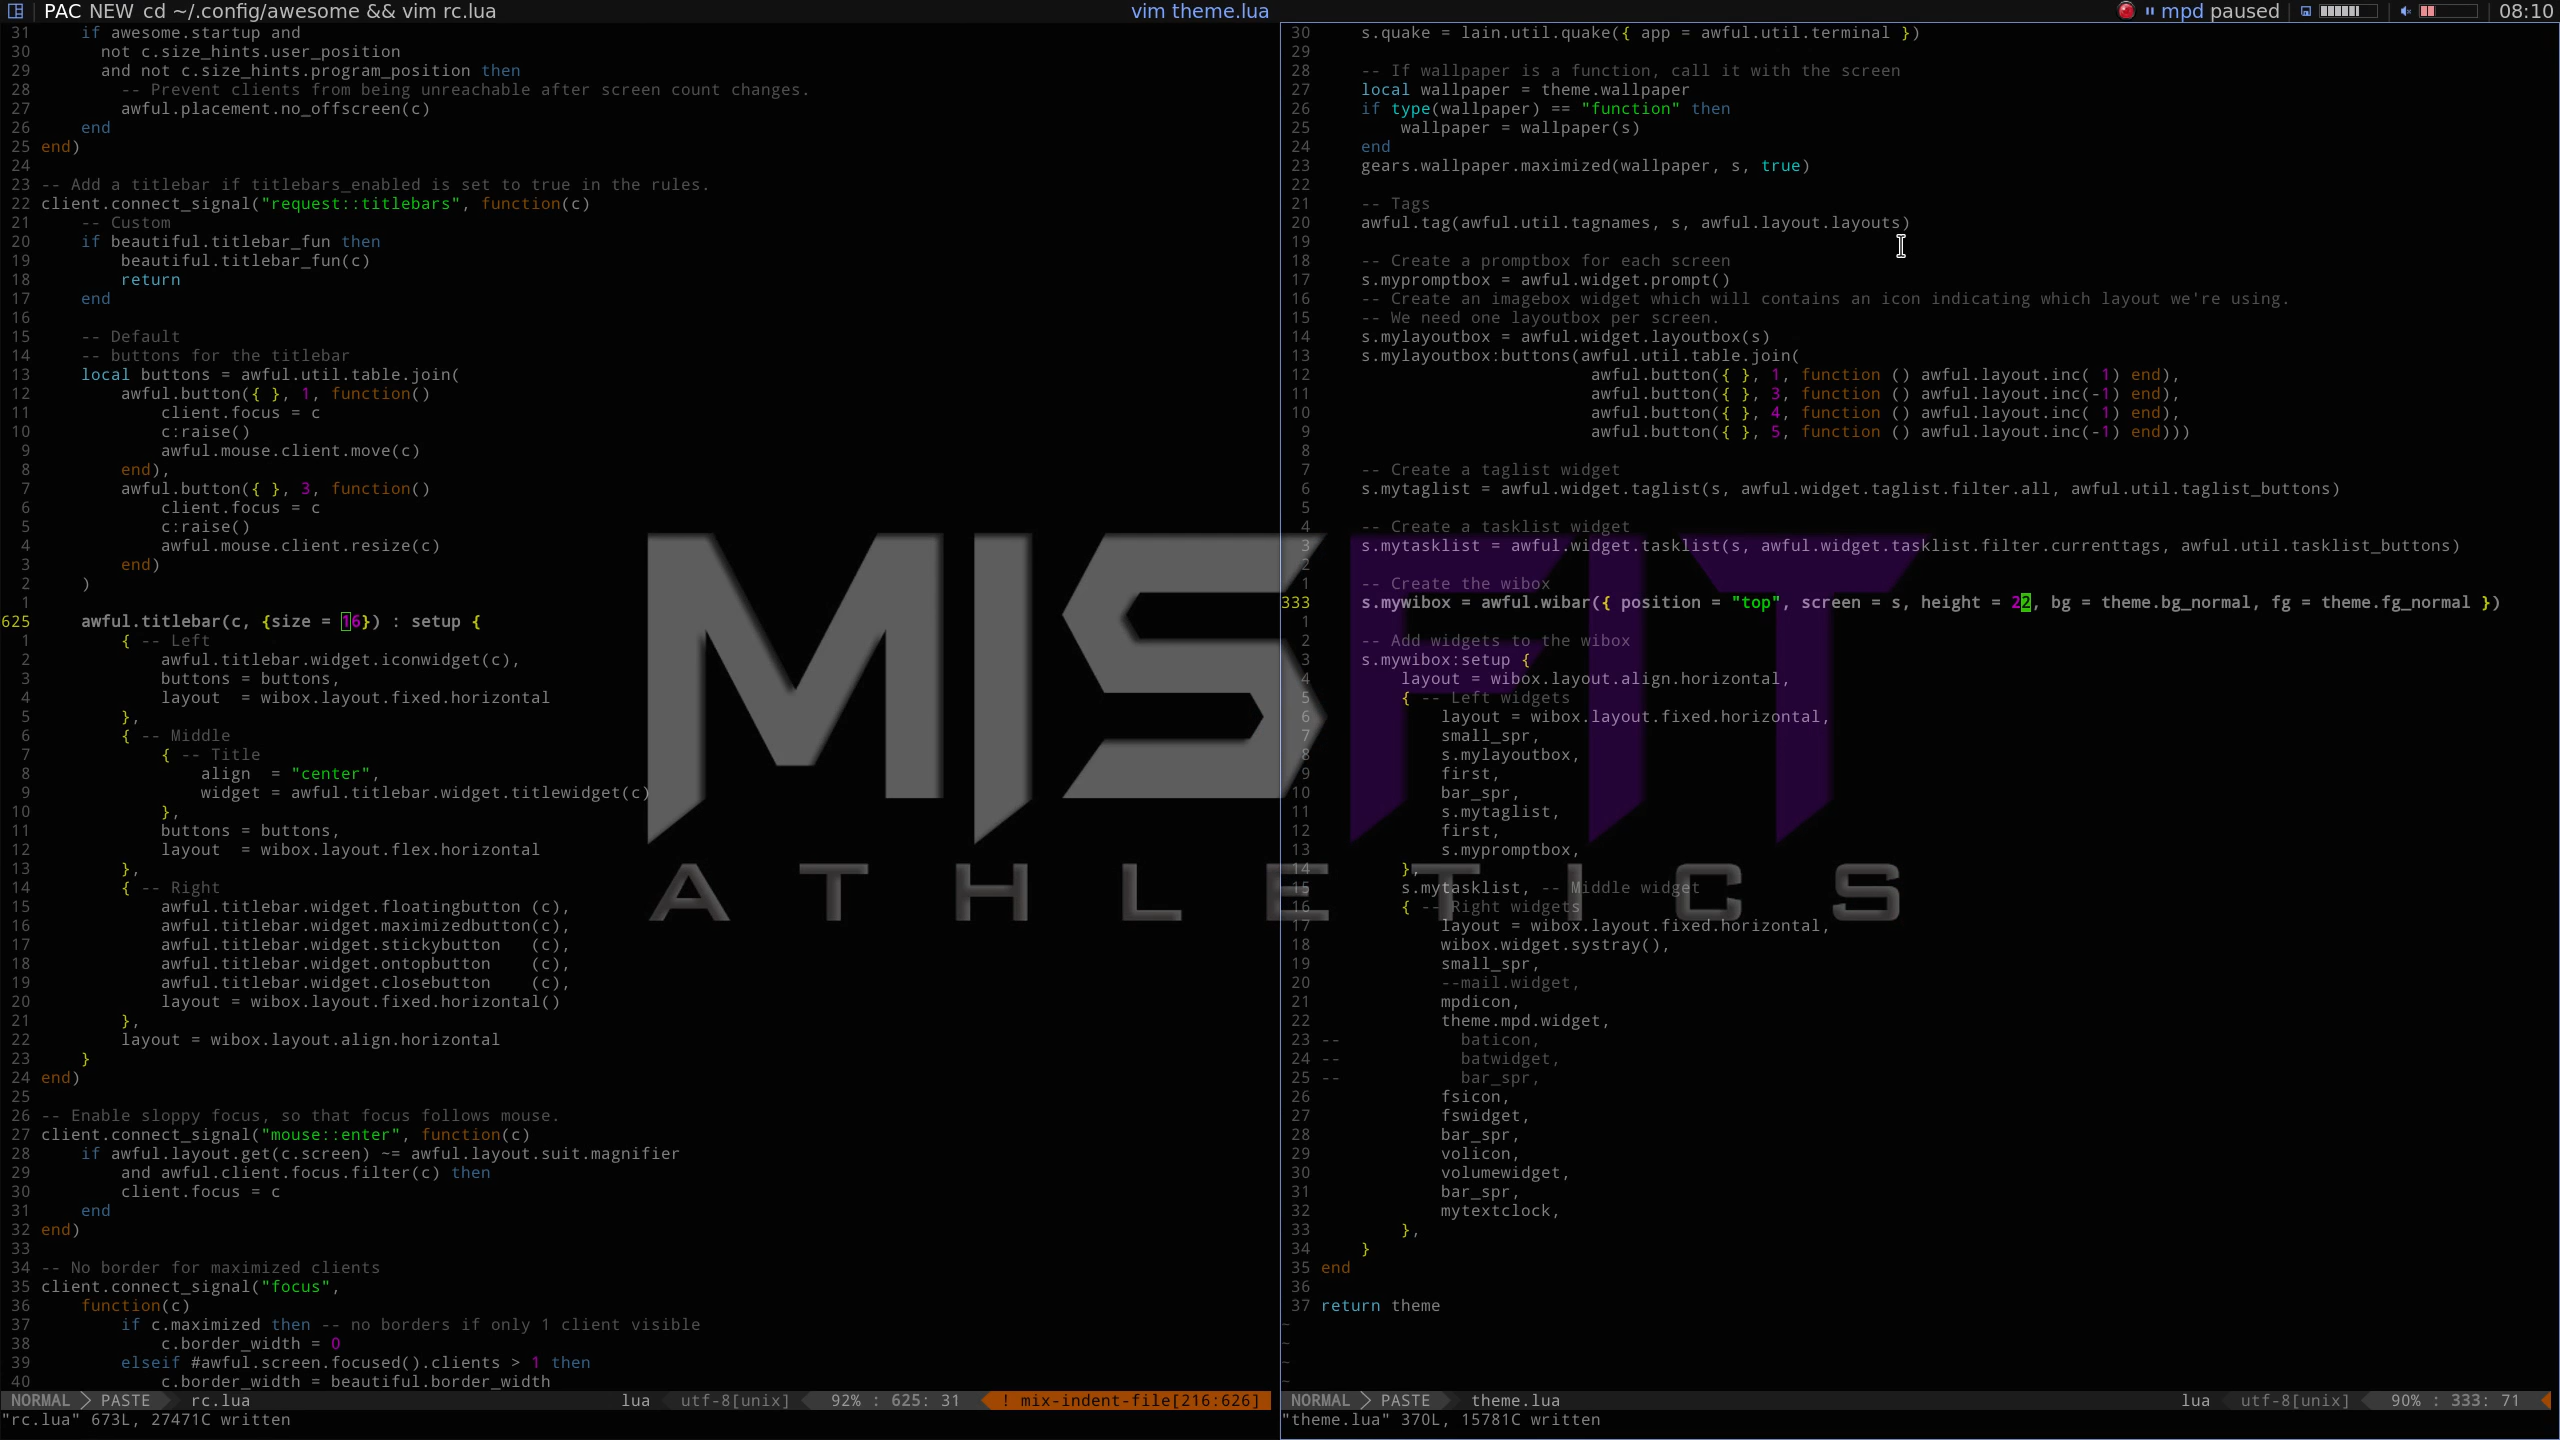 PAC NEW cd ~/.config/awesome && vim rc.lua
vim theme.lua
mpd paused
08:10
31     if awesome.startup and
30       not c.size_hints.user_position
29       and not c.size_hints.program_position then
28         -- Prevent clients from being unreachable after screen count changes.
27         awful.placement.no_offscreen(c)
26     end
25 end)
24
23 -- Add a titlebar if titlebars_enabled is set to true in the rules.
22 client.connect_signal("request::titlebars", function(c)
21     -- Custom
20     if beautiful.titlebar_fun then
19         beautiful.titlebar_fun(c)
18         return
17     end
16
15     -- Default
14     -- buttons for the titlebar
13     local buttons = awful.util.table.join(
12         awful.button({ }, 1, function()
11             client.focus = c
10             c:raise()
9             awful.mouse.client.move(c)
8         end),
7         awful.button({ }, 3, function()
6             client.focus = c
5             c:raise()
4             awful.mouse.client.resize(c)
3         end)
2     )
1
625     awful.titlebar(c, {size = 16}) : setup {
1         { -- Left
2             awful.titlebar.widget.iconwidget(c),
3             buttons = buttons,
4             layout  = wibox.layout.fixed.horizontal
5         },
6         { -- Middle
7             { -- Title
8                 align  = "center",
9                 widget = awful.titlebar.widget.titlewidget(c)
10             },
11             buttons = buttons,
12             layout  = wibox.layout.flex.horizontal
13         },
14         { -- Right
15             awful.titlebar.widget.floatingbutton (c),
16             awful.titlebar.widget.maximizedbutton(c),
17             awful.titlebar.widget.stickybutton   (c),
18             awful.titlebar.widget.ontopbutton    (c),
19             awful.titlebar.widget.closebutton    (c),
20             layout = wibox.layout.fixed.horizontal()
21         },
22         layout = wibox.layout.align.horizontal
23     }
24 end)
25
26 -- Enable sloppy focus, so that focus follows mouse.
27 client.connect_signal("mouse::enter", function(c)
28     if awful.layout.get(c.screen) ~= awful.layout.suit.magnifier
29         and awful.client.focus.filter(c) then
30         client.focus = c
31     end
32 end)
33
34 -- No border for maximized clients
35 client.connect_signal("focus",
36     function(c)
37         if c.maximized then -- no borders if only 1 client visible
38             c.border_width = 0
39         elseif #awful.screen.focused().clients > 1 then
40             c.border_width = beautiful.border_width
NORMAL PASTE rc.lua lua utf-8[unix] 92% : 625: 31 ! mix-indent-file[216:626]
"rc.lua" 673L, 27471C written
30     s.quake = lain.util.quake({ app = awful.util.terminal })
29
28     -- If wallpaper is a function, call it with the screen
27     local wallpaper = theme.wallpaper
26     if type(wallpaper) == "function" then
25         wallpaper = wallpaper(s)
24     end
23     gears.wallpaper.maximized(wallpaper, s, true)
22
21     -- Tags
20     awful.tag(awful.util.tagnames, s, awful.layout.layouts)
19
18     -- Create a promptbox for each screen
17     s.mypromptbox = awful.widget.prompt()
16     -- Create an imagebox widget which will contains an icon indicating which layout we're using.
15     -- We need one layoutbox per screen.
14     s.mylayoutbox = awful.widget.layoutbox(s)
13     s.mylayoutbox:buttons(awful.util.table.join(
12                            awful.button({ }, 1, function () awful.layout.inc( 1) end),
11                            awful.button({ }, 3, function () awful.layout.inc(-1) end),
10                            awful.button({ }, 4, function () awful.layout.inc( 1) end),
9                            awful.button({ }, 5, function () awful.layout.inc(-1) end)))
8
7     -- Create a taglist widget
6     s.mytaglist = awful.widget.taglist(s, awful.widget.taglist.filter.all, awful.util.taglist_buttons)
5
4     -- Create a tasklist widget
3     s.mytasklist = awful.widget.tasklist(s, awful.widget.tasklist.filter.currenttags, awful.util.tasklist_buttons)
2
1     -- Create the wibox
333     s.mywibox = awful.wibar({ position = "top", screen = s, height = 22, bg = theme.bg_normal, fg = theme.fg_normal })
1
2     -- Add widgets to the wibox
3     s.mywibox:setup {
4         layout = wibox.layout.align.horizontal,
5         { -- Left widgets
6             layout = wibox.layout.fixed.horizontal,
7             small_spr,
8             s.mylayoutbox,
9             first,
10             bar_spr,
11             s.mytaglist,
12             first,
13             s.mypromptbox,
14         },
15         s.mytasklist, -- Middle widget
16         { -- Right widgets
17             layout = wibox.layout.fixed.horizontal,
18             wibox.widget.systray(),
19             small_spr,
20             --mail.widget,
21             mpdicon,
22             theme.mpd.widget,
23 --            baticon,
24 --            batwidget,
25 --            bar_spr,
26             fsicon,
27             fswidget,
28             bar_spr,
29             volicon,
30             volumewidget,
31             bar_spr,
32             mytextclock,
33         },
34     }
35 end
36
37 return theme
~
~
~
~
NORMAL PASTE theme.lua lua utf-8[unix] 90% : 333: 71
"theme.lua" 370L, 15781C written
MISFIT
ATHLETICS